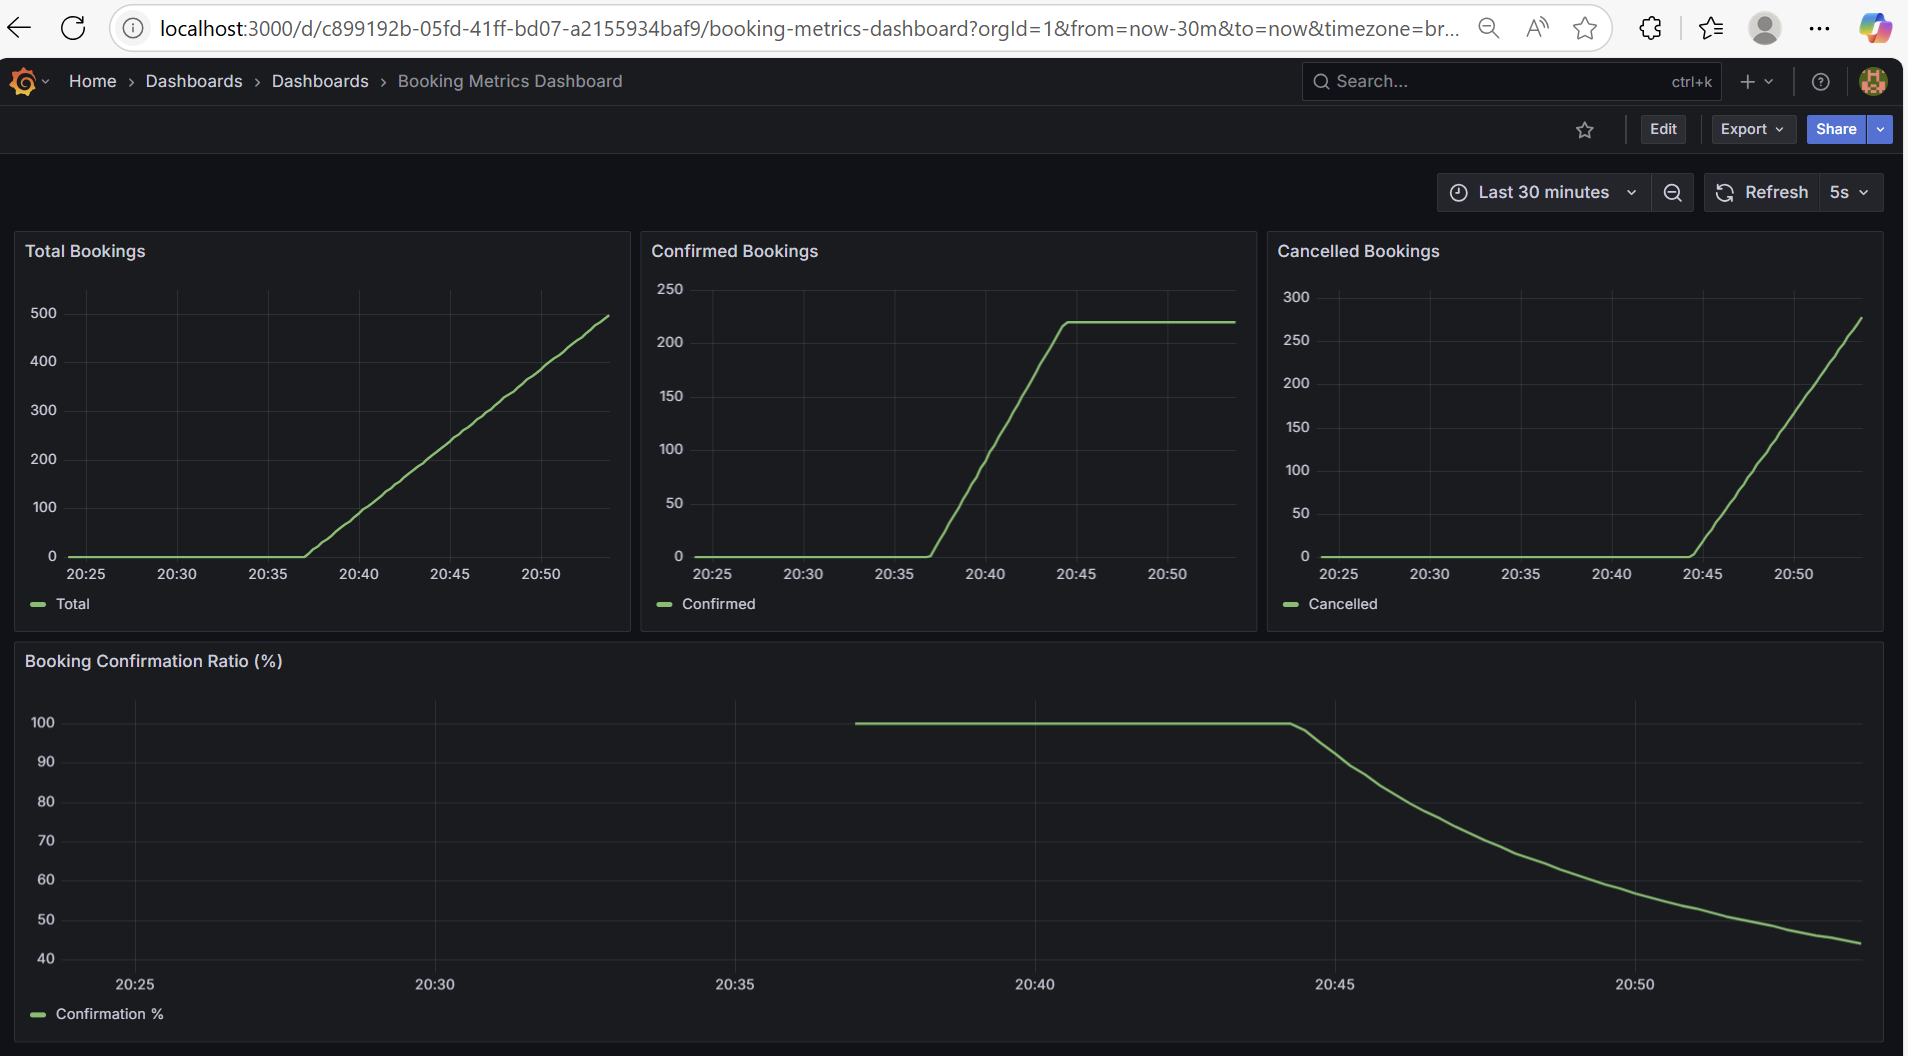 localhost:3000/d/c899192b-05fd-41ff-bd07-a2155934baf9/booking-metrics-dashboard?orgId=1&from=now-30m&to=now&timezone=br...
Home › Dashboards › Dashboards › Booking Metrics Dashboard
Search... ctrl+k
Edit Export Share
Last 30 minutes Refresh 5s
Total Bookings
500
400
300
200
100
0
20:25 20:30 20:35 20:40 20:45 20:50
Total
Confirmed Bookings
250
200
150
100
50
0
20:25 20:30 20:35 20:40 20:45 20:50
Confirmed
Cancelled Bookings
300
250
200
150
100
50
0
20:25 20:30 20:35 20:40 20:45 20:50
Cancelled
Booking Confirmation Ratio (%)
100
90
80
70
60
50
40
20:25 20:30 20:35 20:40 20:45 20:50
Confirmation %